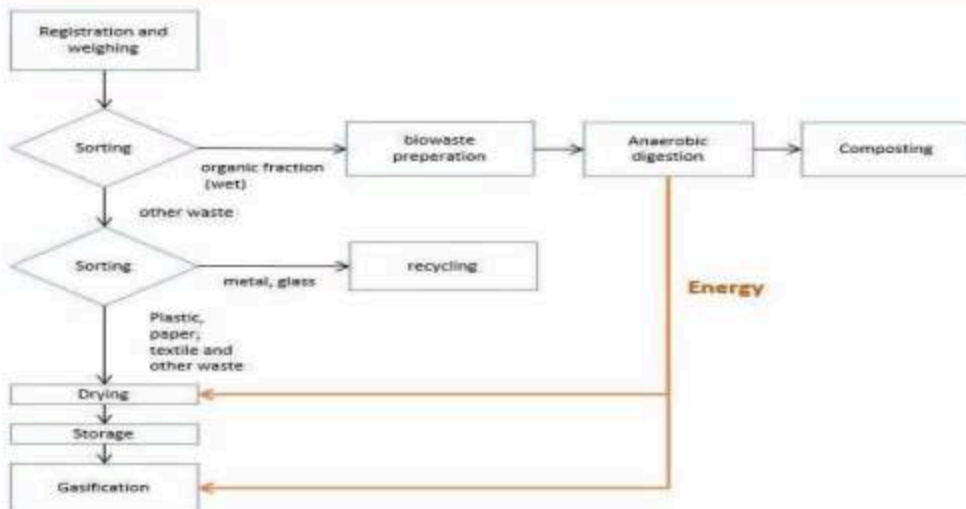 Registration and
weighing
Sorting
organic fraction
(wet)
biowaste
preperation
Anaerobic
digestion
Composting
other waste
Sorting
metal, glass
recycling
Energy
Plastic,
paper,
textile and
other waste
Drying
Storage
Gasification